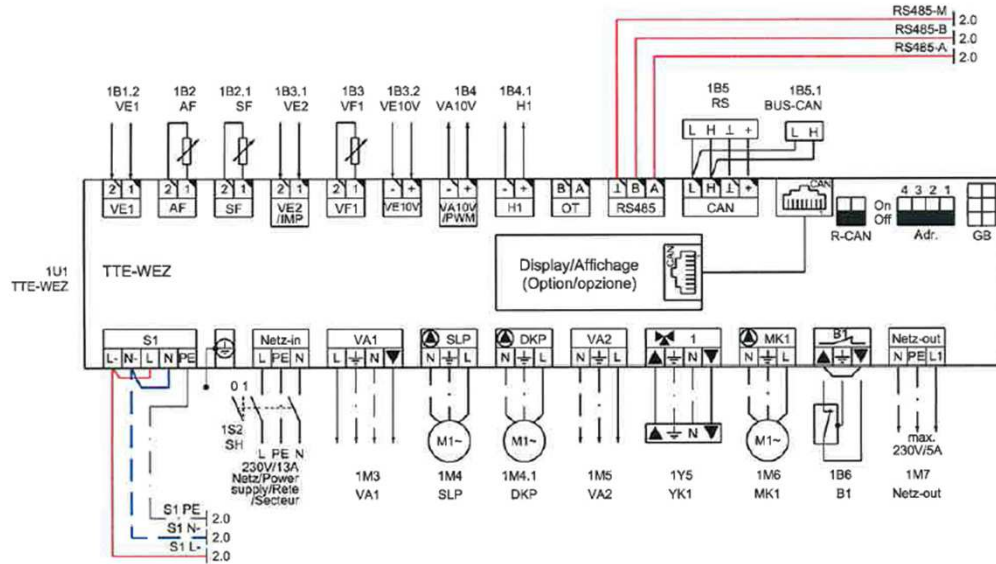 RS485-M 2.0
RS485-B 2.0
RS485-A 2.0
1B1.2 1B2 1B2.1 1B3.1 1B3 1B3.2 1B4 1B4.1 1B5 1B5.1
VE1 AF SF VE2 VF1 VE10V VA10V H1 RS BUS-CAN
L H ⊥ + L H
2 1 2 1 2 1 2 1 2 1 - + - + - + B A ⊥ B A L H ⊥ + CAN
VE1 AF SF VE2 VF1 VE10V VA10V H1 OT RS485 CAN
/IMP /PWM
On 4 3 2 1
Off
R-CAN Adr. GB
1U1
TTE-WEZ
TTE-WEZ
Display/Affichage
(Option/opzione)
CAN
S1 Netz-in VA1 SLP DKP VA2 1 MK1 B1 Netz-out
L- N- L N PE L PE N L N N L N L N L N N L N PE L1
0 1
1S2
SH
L PE N
230V/13A
Netz/Power
supply/Rete
/Secteur
M1~ M1~ N M1~
max.
230V/5A
1M3 1M4 1M4.1 1M5 1Y5 1M6 1B6 1M7
VA1 SLP DKP VA2 YK1 MK1 B1 Netz-out
S1 PE 2.0
S1 N- 2.0
S1 L- 2.0